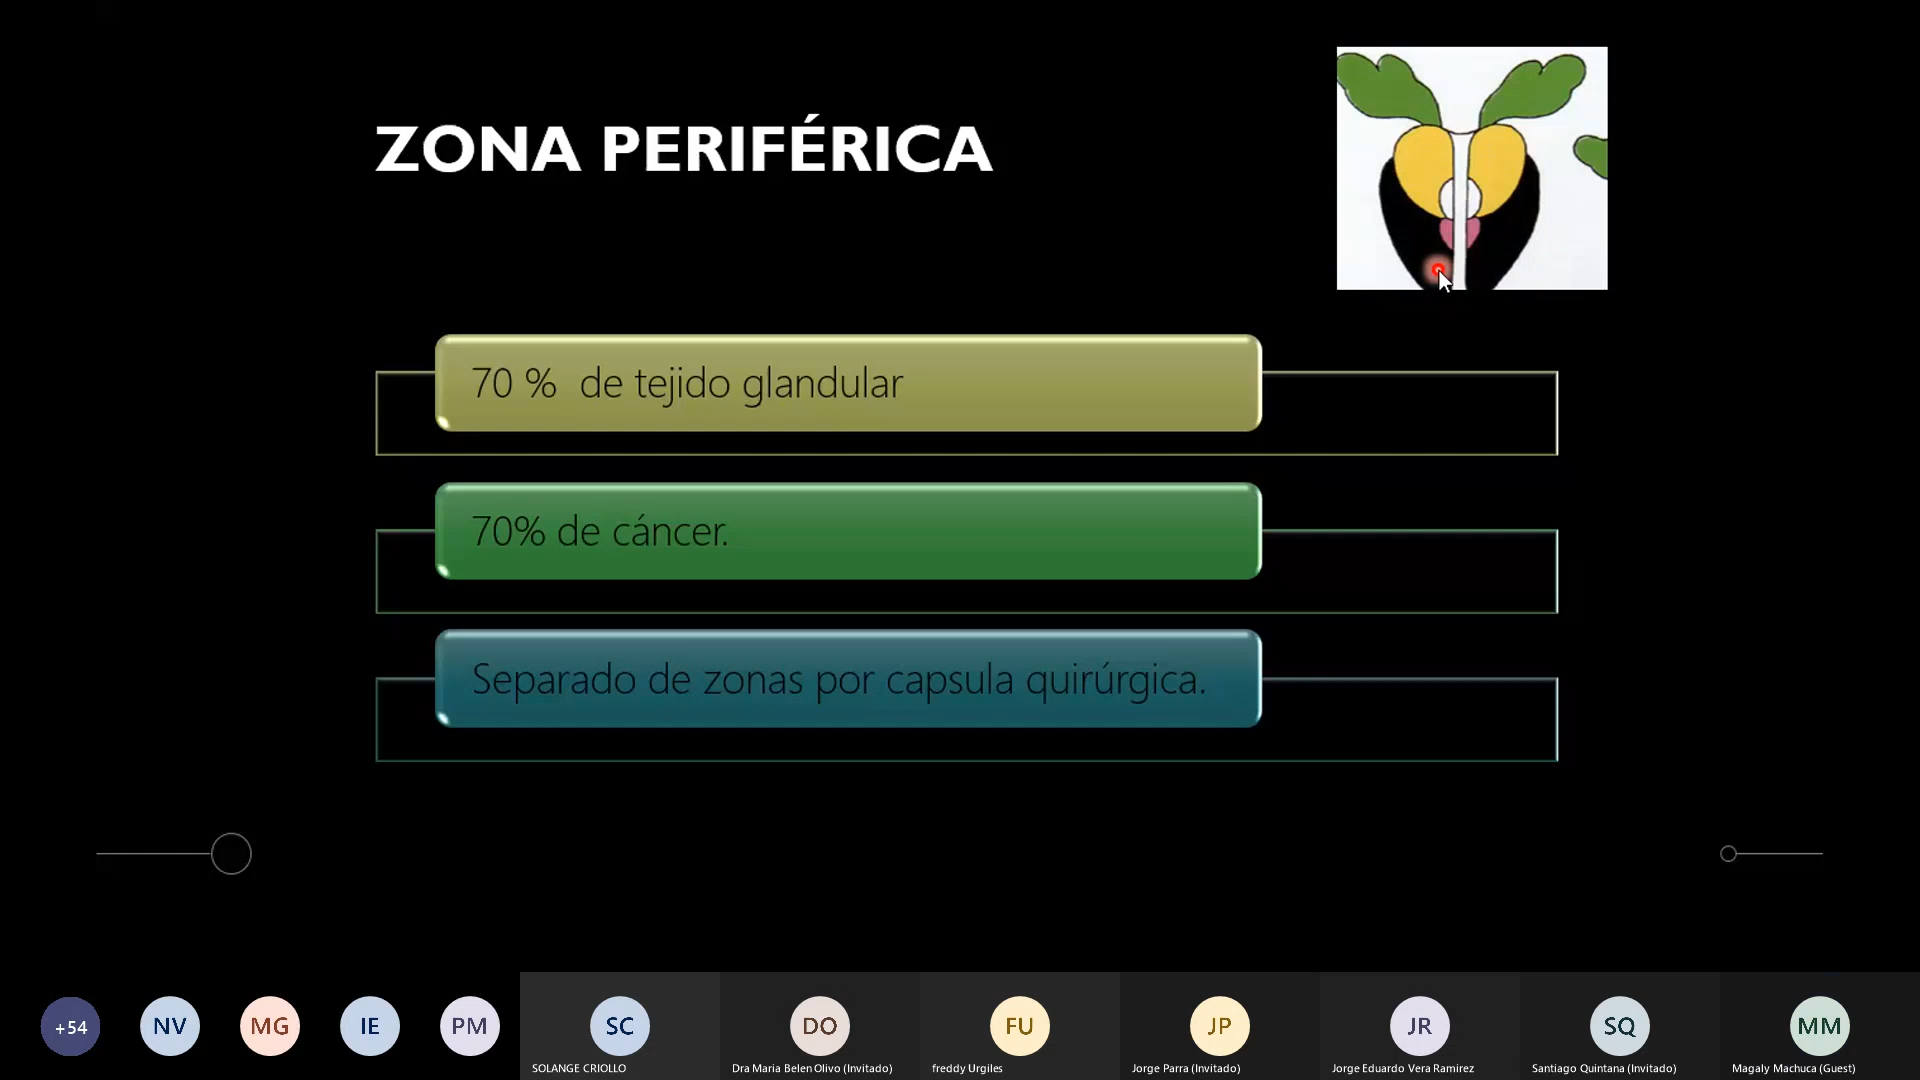 ZONA PERIFÉRICA
70 % de tejido glandular
70% de cáncer.
Separado de zonas por capsula quirúrgica.
+54
NV
MG
IE
PM
SC
DO
FU
JP
JR
SQ
MM
SOLANGE CRIOLLO
Dra Maria Belen Olivo (Invitado)
freddy Urgiles
Jorge Parra (Invitado)
Jorge Eduardo Vera Ramirez
Santiago Quintana (Invitado)
Magaly Machuca (Guest)